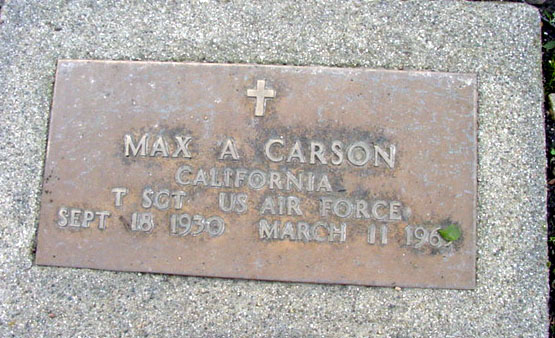 MAX A CARSON
CALIFORNIA
T SGT US AIR FORCE
SEPT 18 1930 MARCH 11